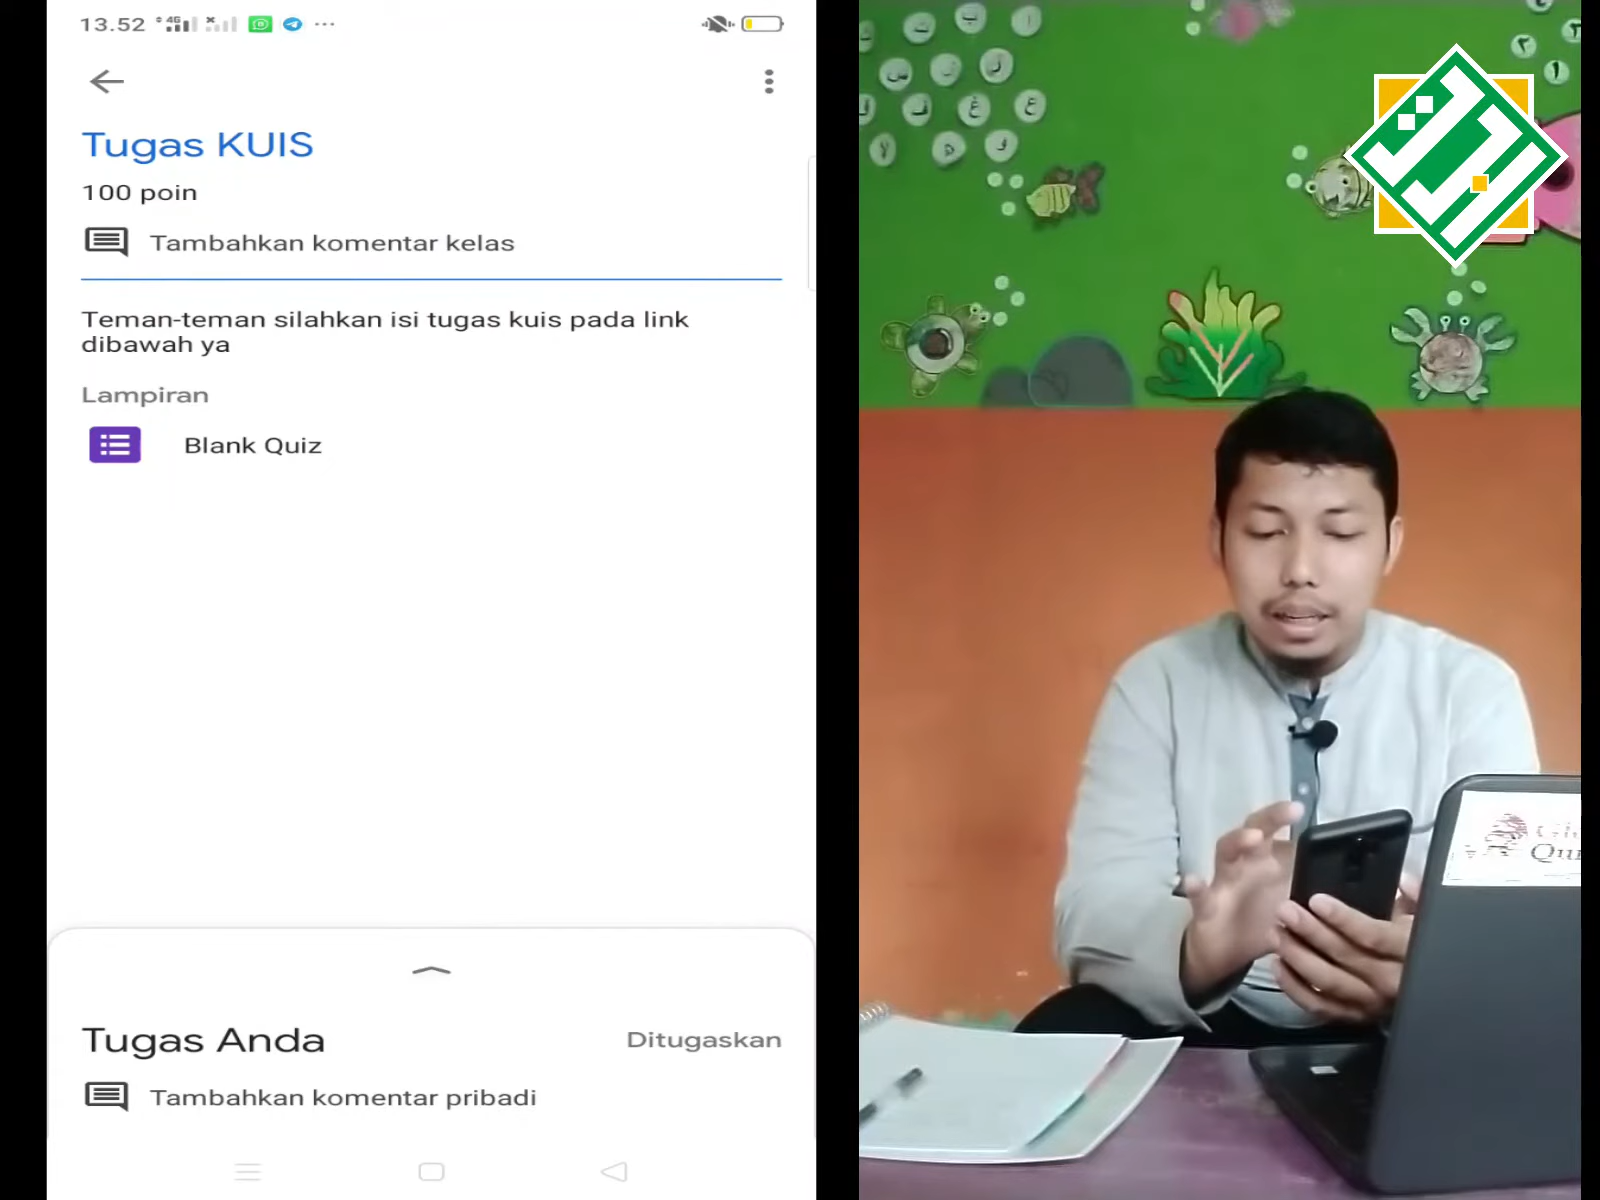 13.52
4G
Tugas KUIS
100 poin
Tambahkan komentar kelas
Teman-teman silahkan isi tugas kuis pada link
dibawah ya
Lampiran
Blank Quiz
Tugas Anda
Ditugaskan
Tambahkan komentar pribadi